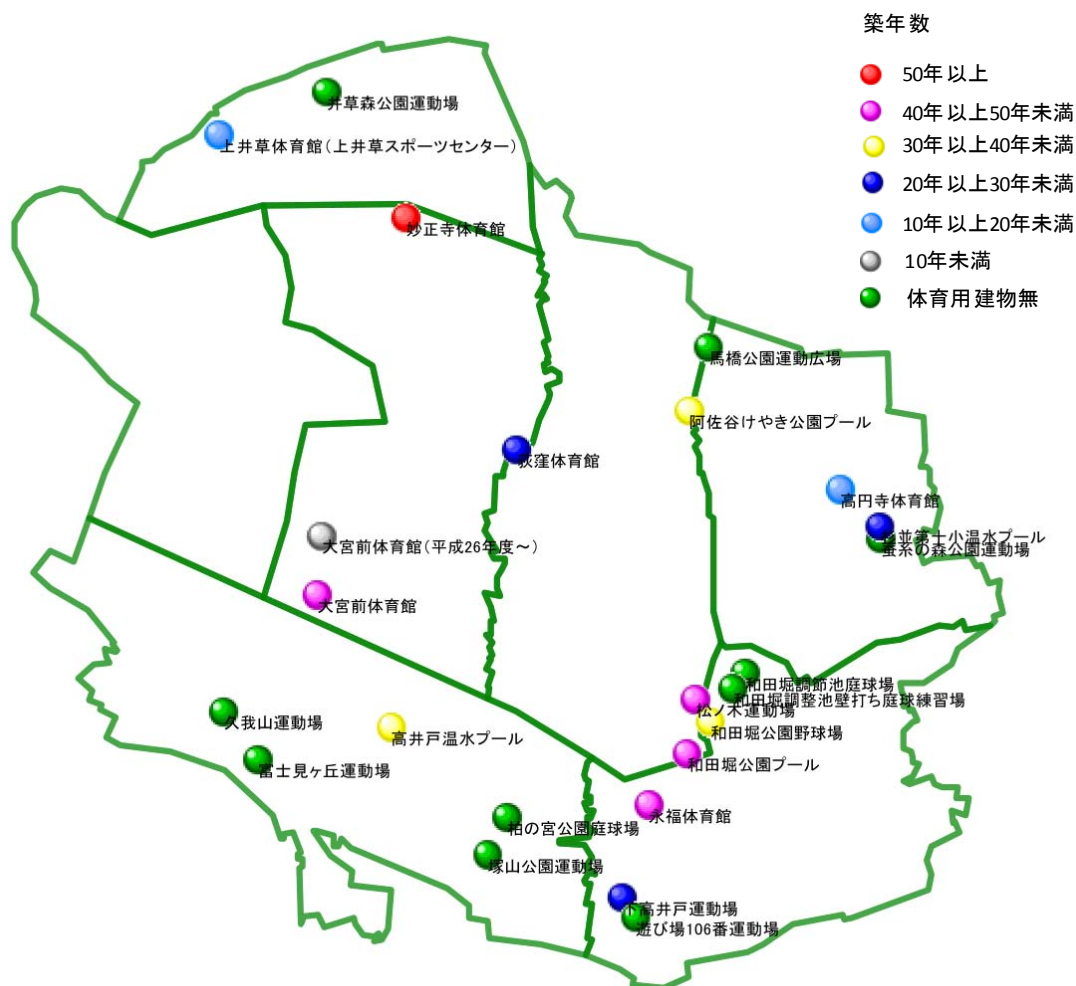 築年数
50年以上
40年以上50年未満
30年以上40年未満
20年以上30年未満
10年以上20年未満
10年未満
体育用建物無
井草森公園運動場
上井草体育館(上井草スポーツセンター)
妙正寺体育館
馬橋公園運動広場
阿佐谷けやき公園プール
荻窪体育館
高円寺体育館
杉並第十小温水プール
蚕糸の森公園運動場
大宮前体育館(平成26年度~)
大宮前体育館
和田堀調節池庭球場
和田堀調整池壁打ち庭球練習場
松ノ木運動場
久我山運動場
和田堀公園野球場
高井戸温水プール
和田堀公園プール
富士見ヶ丘運動場
永福体育館
柏の宮公園庭球場
塚山公園運動場
下高井戸運動場
遊び場106番運動場